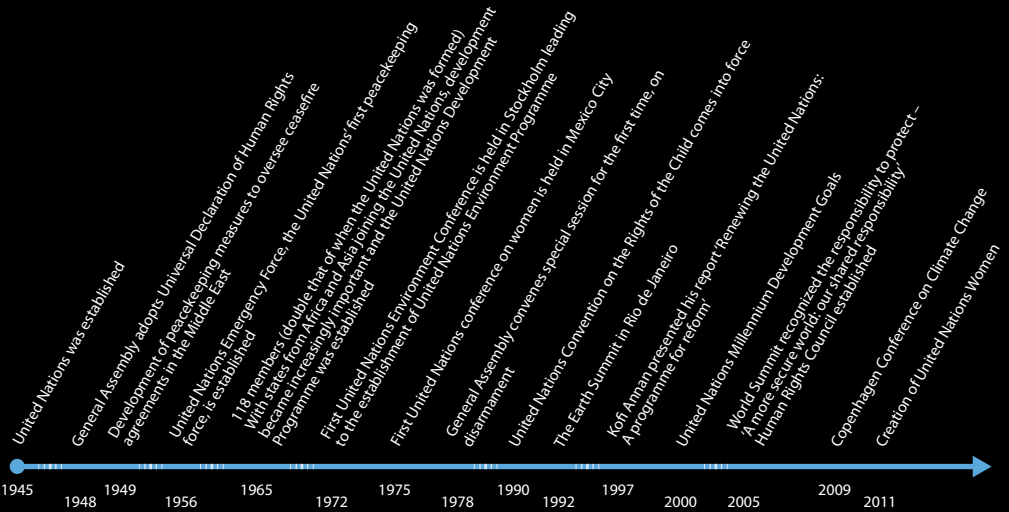 United Nations was established
General Assembly adopts Universal Declaration of Human Rights
Development of peacekeeping measures to oversee ceasefire
agreements in the Middle East
United Nations Emergency Force, the United Nations' first peacekeeping
force is established
118 members (double that of when the United Nations was formed)
With states from Africa and Asia joining the United Nations, development
became increasingly important and the United Nations Development
Programme was established
First United Nations Environment Conference is held in Stockholm leading
to the establishment of United Nations Environment Programme
First United Nations conference on women is held in Mexico City
General Assembly convenes special session for the first time, on
disarmament
United Nations Convention on the Rights of the Child comes into force
The Earth Summit in Rio de Janeiro
Kofi Annan presented his report 'Renewing the United Nations:
A programme for reform'
United Nations Millennium Development Goals
World Summit recognized the responsibility to protect –
'A more secure world: our shared responsibility'
Human Rights Council established
Copenhagen Conference on Climate Change
Creation of United Nations Women
1945
1948
1949
1956
1965
1972
1975
1978
1990
1992
1997
2000
2005
2009
2011